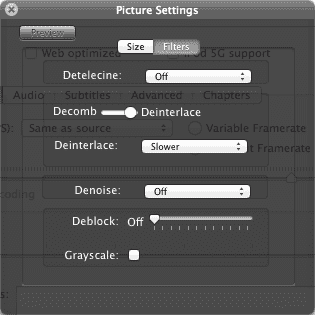 Picture Settings
Preview
Web optimized 5G support
Size Filters
Detelecine: Off
Audio Subtitles Advanced Chapters
Decomb Deinterlace
Same as source Variable Framerate
Deinterlace: Slower
Framerate
Denoise: Off
coding
Deblock: Off
Grayscale: